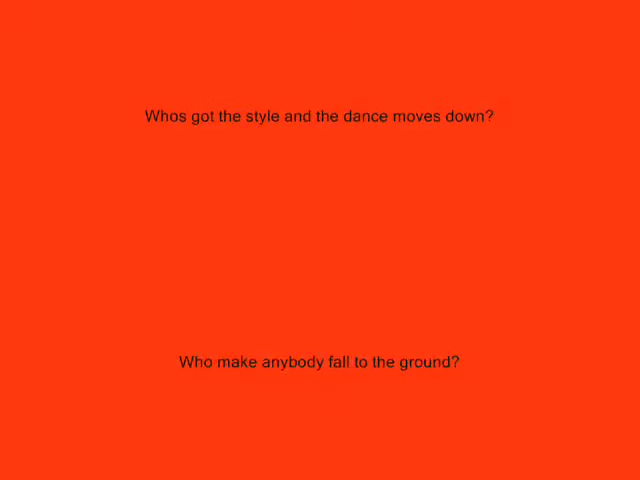 Whos got the style and the dance moves down?
Who make anybody fall to the ground?